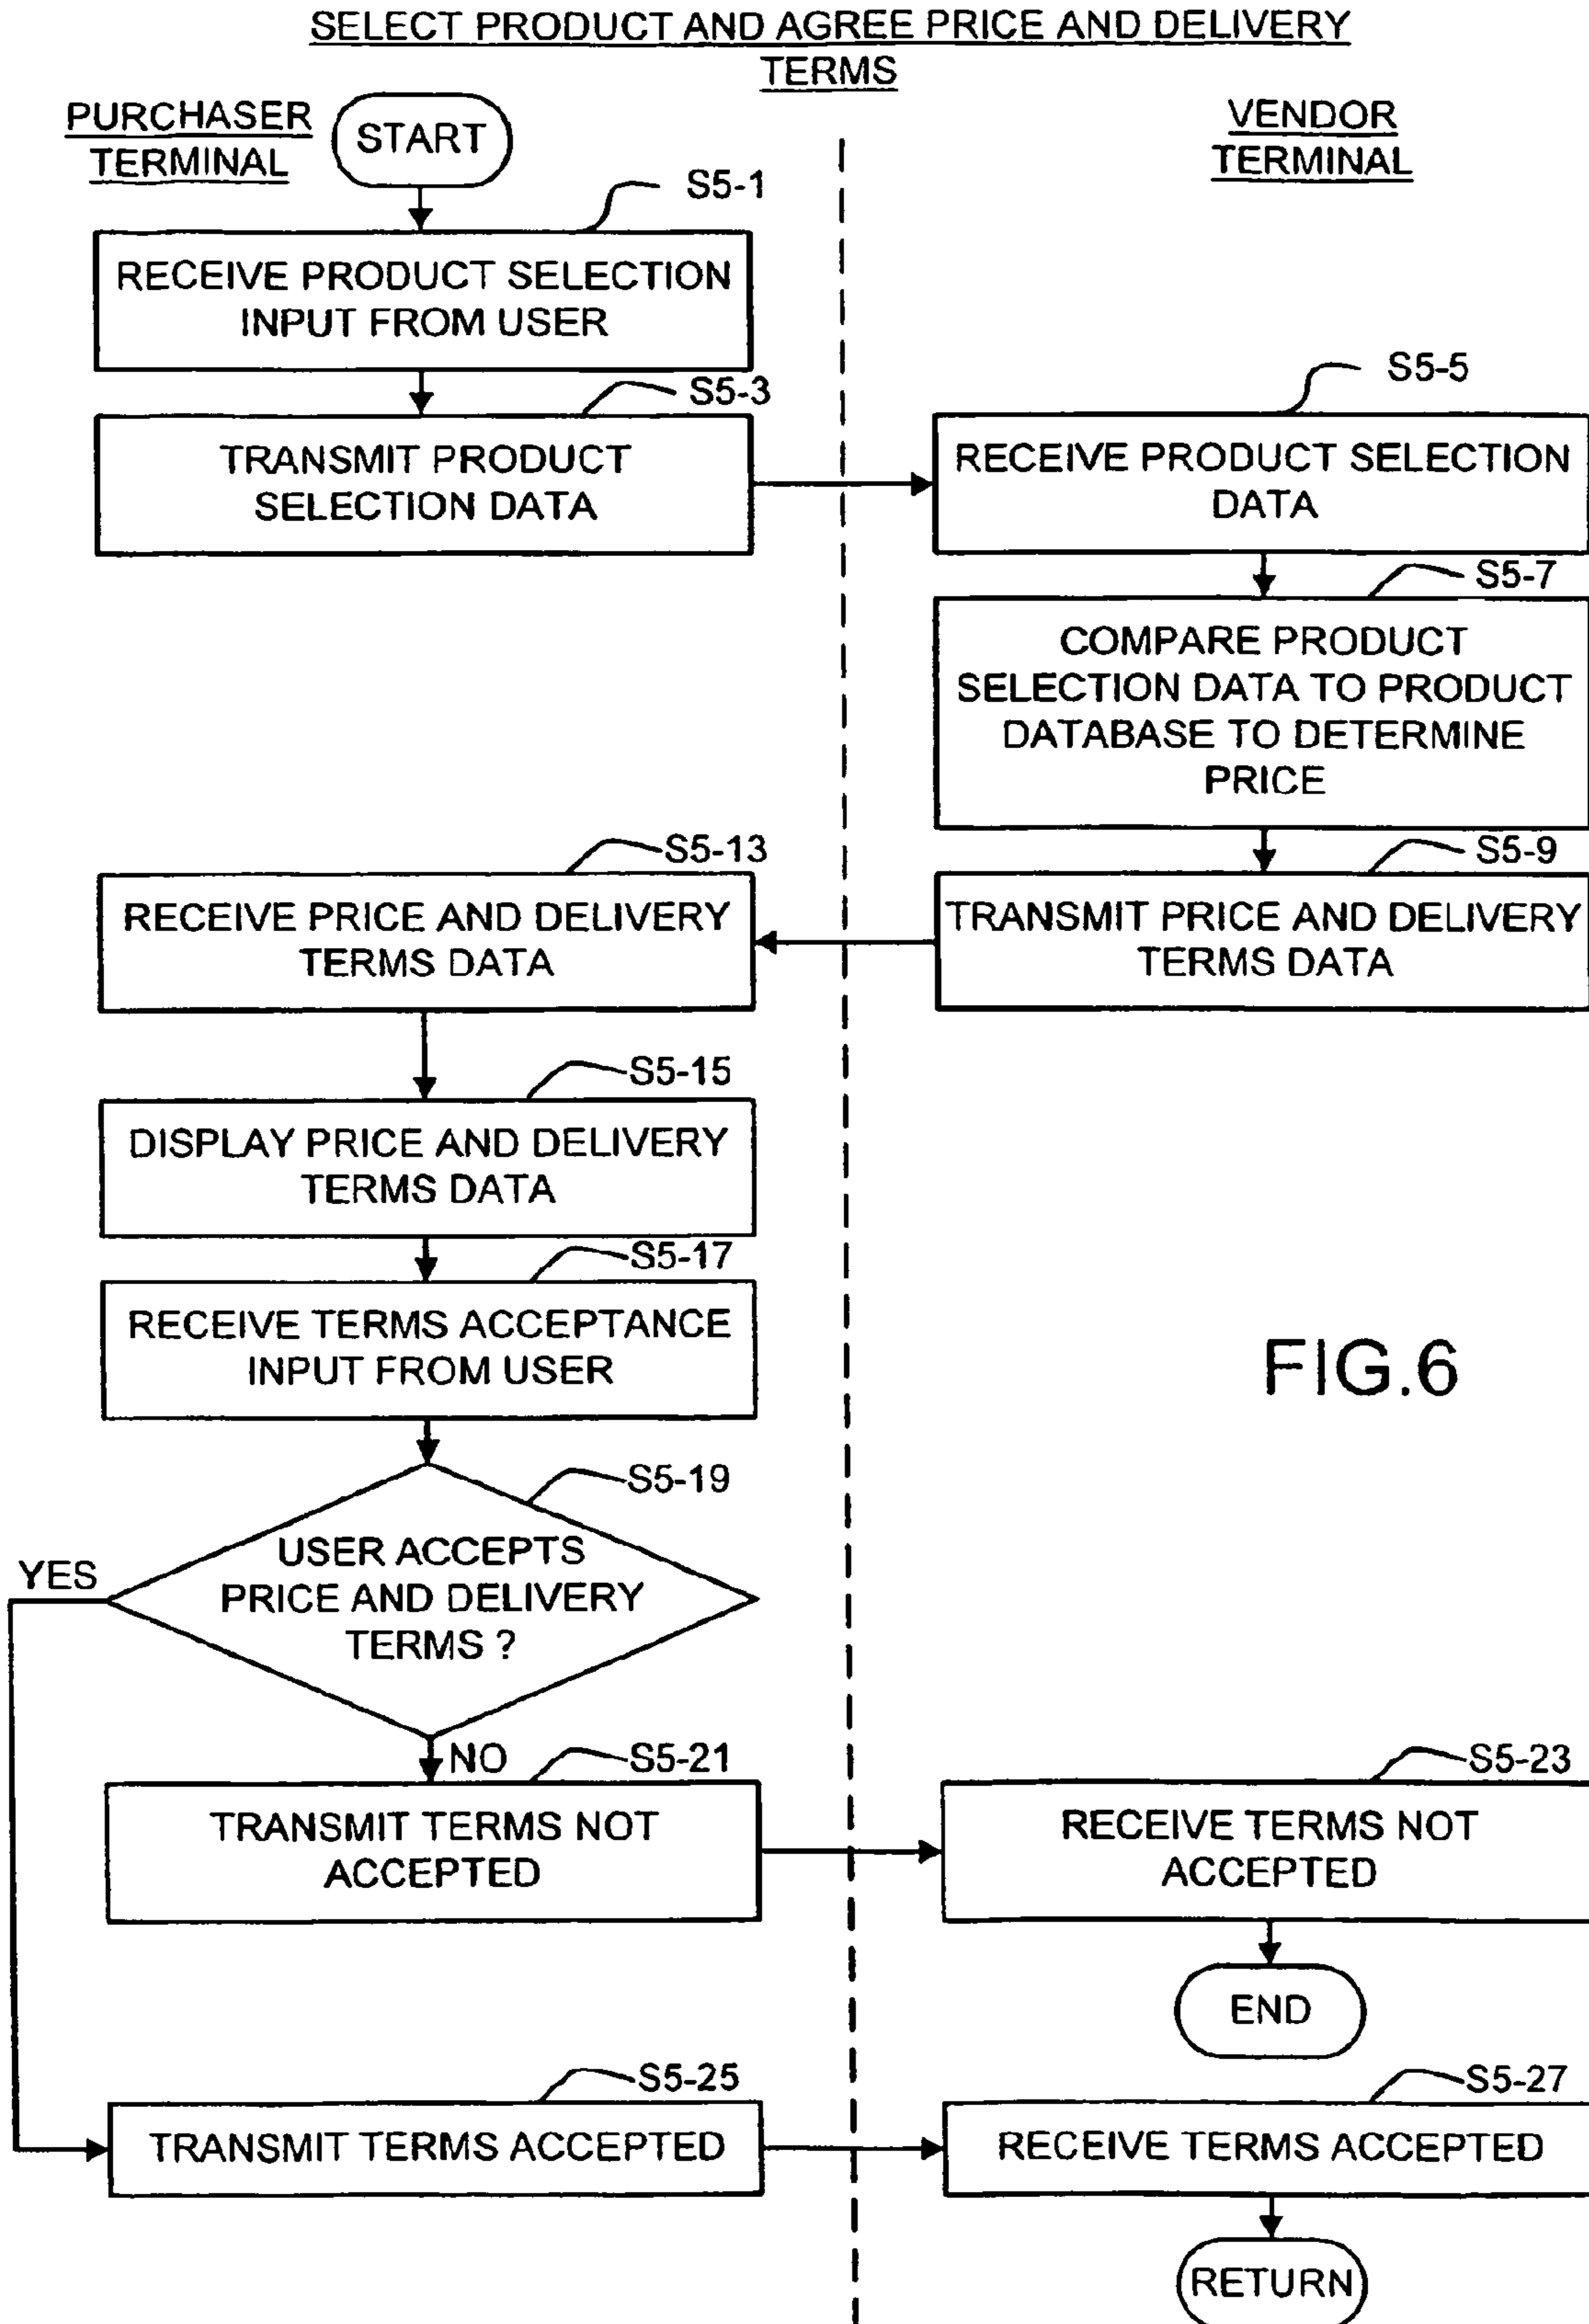 SELECT PRODUCT AND AGREE PRICE AND DELIVERY
TERMS
PURCHASER
TERMINAL
START
VENDOR
TERMINAL
S5-1
RECEIVE PRODUCT SELECTION
INPUT FROM USER
S5-3
TRANSMIT PRODUCT
SELECTION DATA
S5-5
RECEIVE PRODUCT SELECTION
DATA
S5-7
COMPARE PRODUCT
SELECTION DATA TO PRODUCT
DATABASE TO DETERMINE
PRICE
S5-9
TRANSMIT PRICE AND DELIVERY
TERMS DATA
S5-13
RECEIVE PRICE AND DELIVERY
TERMS DATA
S5-15
DISPLAY PRICE AND DELIVERY
TERMS DATA
S5-17
RECEIVE TERMS ACCEPTANCE
INPUT FROM USER
FIG.6
S5-19
USER ACCEPTS
PRICE AND DELIVERY
TERMS ?
YES
NO
S5-21
TRANSMIT TERMS NOT
ACCEPTED
S5-23
RECEIVE TERMS NOT
ACCEPTED
END
S5-25
TRANSMIT TERMS ACCEPTED
S5-27
RECEIVE TERMS ACCEPTED
RETURN